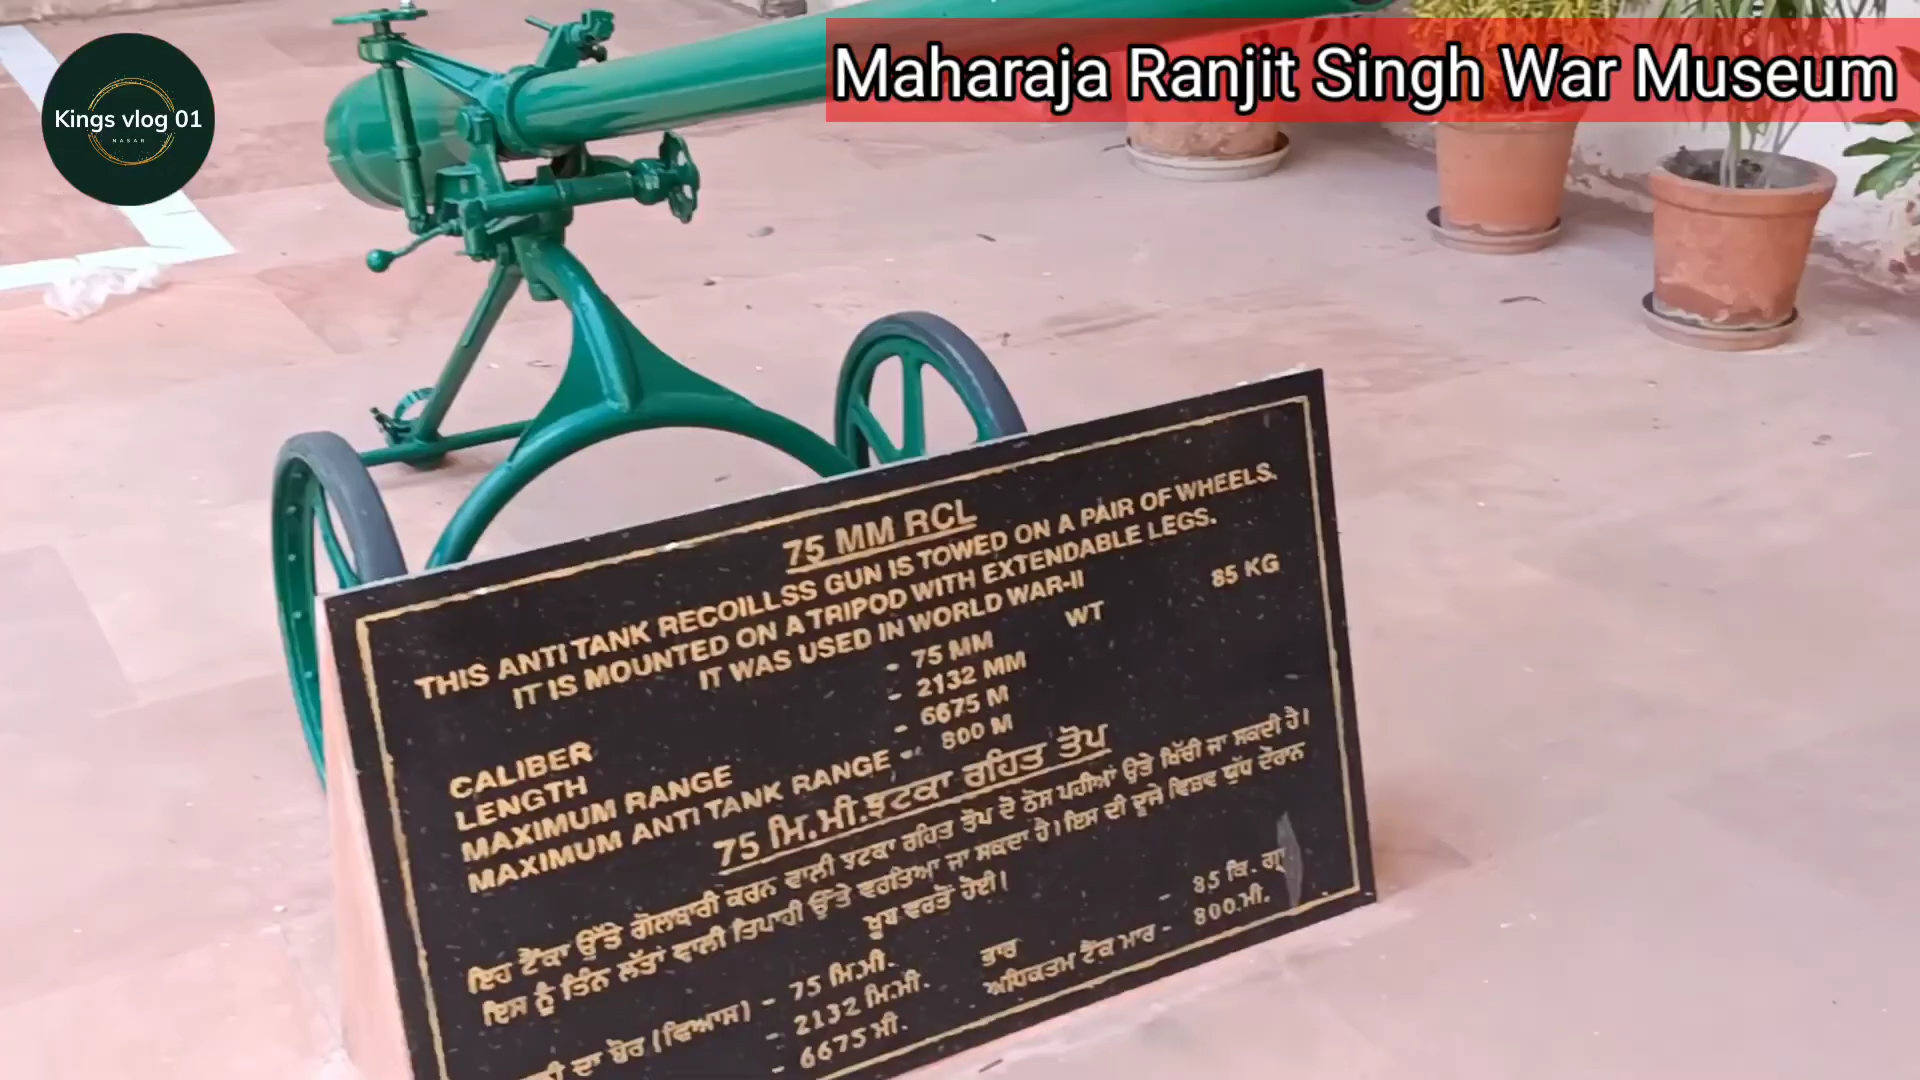 Kings vlog 01
NASAR
Maharaja Ranjit Singh War Museum
75 MM RCL
THIS ANTI TANK RECOILLSS GUN IS TOWED ON A PAIR OF WHEELS.
IT IS MOUNTED ON A TRIPOD WITH EXTENDABLE LEGS.
IT WAS USED IN WORLD WAR-II
CALIBER - 75 MM WT 85 KG
LENGTH - 2132 MM
MAXIMUM RANGE - 6675 M
MAXIMUM ANTI TANK RANGE - 800 M
75 ਮਿ.ਮੀ.ਝਟਕਾ ਰਹਿਤ ਤੋਪ
ਇਹ ਟੈਂਕਾ ਉੱਤੇ ਗੋਲਾਬਾਰੀ ਕਰਨ ਵਾਲੀ ਝਟਕਾ ਰਹਿਤ ਤੋਪ ਦੋ ਠੋਸ ਪਹੀਆਂ ਉਤੇ ਖਿੱਚੀ ਜਾ ਸਕਦੀ ਹੈ।
ਇਸ ਨੂੰ ਤਿੰਨ ਲੱਤਾਂ ਵਾਲੀ ਤਿਪਾਹੀ ਉੱਤੇ ਵਰਤਿਆ ਜਾ ਸਕਦਾ ਹੈ। ਇਸ ਦੀ ਦੂਜੇ ਵਿਸ਼ਵ ਯੁੱਧ ਦੌਰਾਨ
ਖੂਬ ਵਰਤੋਂ ਹੋਈ।
ਦਾ ਬੋਰ (ਵਿਆਸ) - 75 ਮਿ.ਮੀ. ਭਾਰ - 85 ਕਿ. ਗ੍ਰਾ
- 2132 ਮਿ.ਮੀ. ਅਧਿਕਤਮ ਟੈਂਕ ਮਾਰ - 800.ਮੀ.
- 6675 ਮੀ.